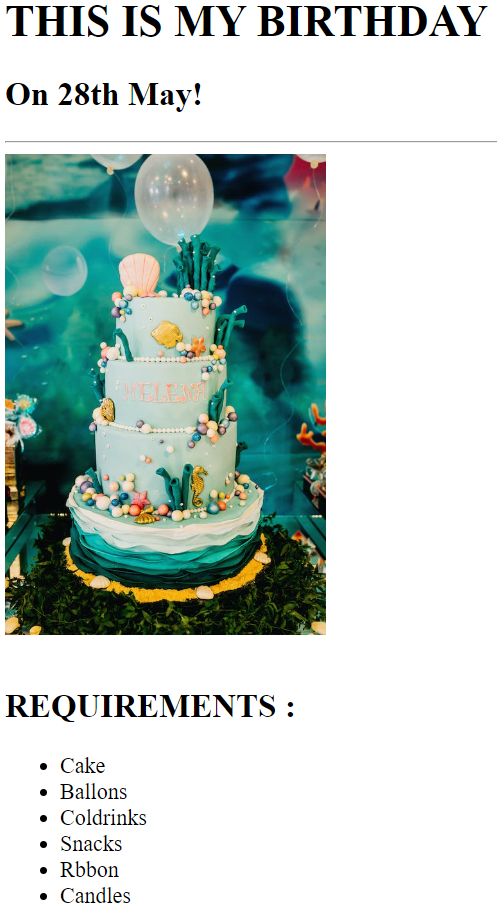 THIS IS MY BIRTHDAY
On 28th May!
HELENA
REQUIREMENTS :
Cake
Ballons
Coldrinks
Snacks
Rbbon
Candles